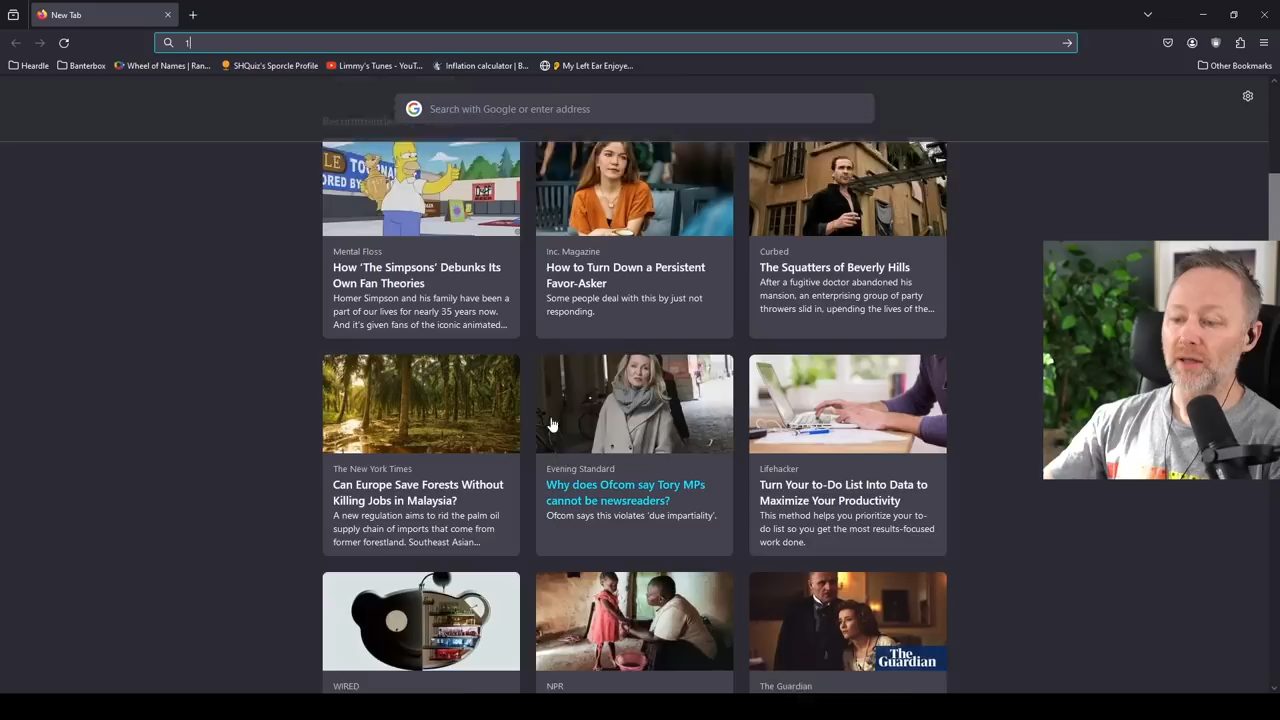 New Tab
1
Heardle
Banterbox
Wheel of Names | Ran...
SHQuiz's Sporcle Profile
Limmy's Tunes - YouT...
Inflation calculator | B...
My Left Ear Enjoye...
Other Bookmarks
Search with Google or enter address
Mental Floss
How ‘The Simpsons’ Debunks Its
Own Fan Theories
Homer Simpson and his family have been a
part of our lives for nearly 35 years now.
And it's given fans of the iconic animated...
Inc. Magazine
How to Turn Down a Persistent
Favor-Asker
Some people deal with this by just not
responding.
Curbed
The Squatters of Beverly Hills
After a fugitive doctor abandoned his
mansion, an enterprising group of party
throwers slid in, upending the lives of the...
The New York Times
Can Europe Save Forests Without
Killing Jobs in Malaysia?
A new regulation aims to rid the palm oil
supply chain of imports that come from
former forestland. Southeast Asian...
Evening Standard
Why does Ofcom say Tory MPs
cannot be newsreaders?
Ofcom says this violates ‘due impartiality’.
Lifehacker
Turn Your to-Do List Into Data to
Maximize Your Productivity
This method helps you prioritize your to-
do list so you get the most results-focused
work done.
The
Guardian
WIRED
NPR
The Guardian